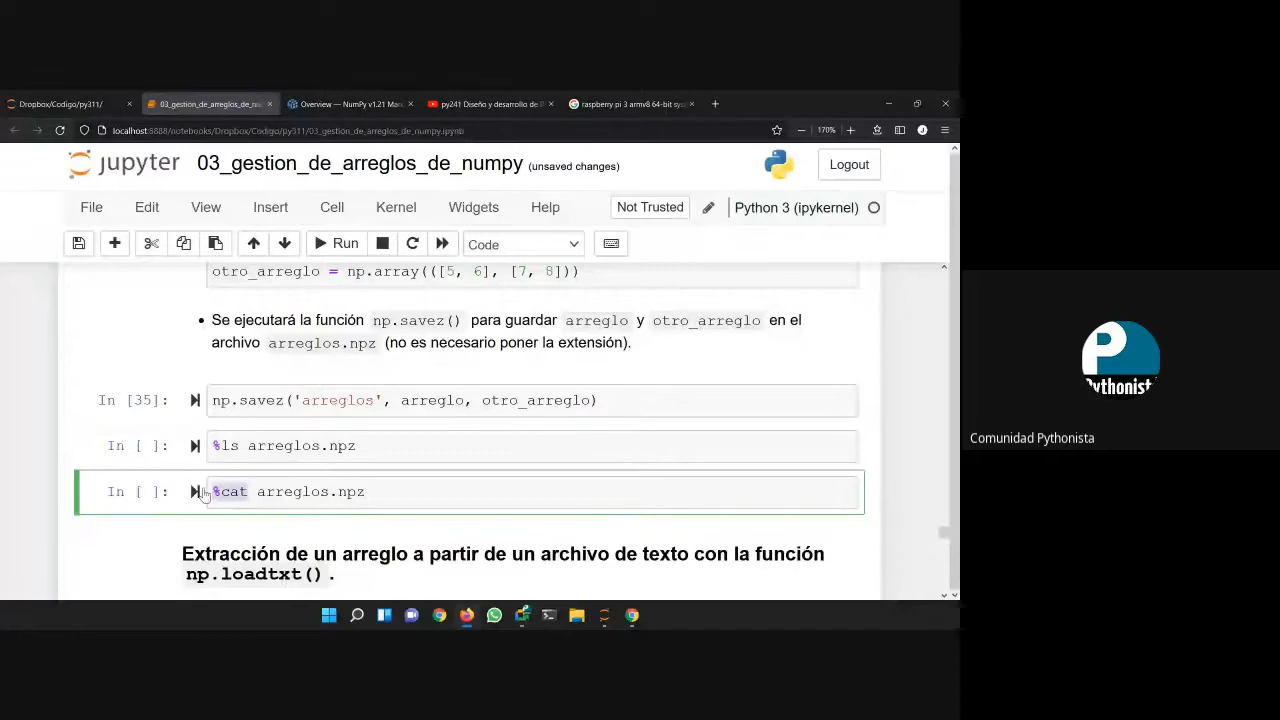 Dropbox/Codigo/py311/
03_gestion_de_arreglos_de_nu
Overview — NumPy v1.21 Man
py241 Diseño y desarrollo de B
raspberry pi 3 armv8 64-bit sys
localhost:8888/notebooks/Dropbox/Codigo/py311/03_gestion_de_arreglos_de_numpy.ipynb
170%
J
jupyter 03_gestion_de_arreglos_de_numpy (unsaved changes)
Logout
File Edit View Insert Cell Kernel Widgets Help
Not Trusted
Python 3 (ipykernel)
Run
Code
otro_arreglo = np.array(([5, 6], [7, 8]))
• Se ejecutará la función np.savez() para guardar arreglo y otro_arreglo en el
archivo arreglos.npz (no es necesario poner la extensión).
In [35]: np.savez('arreglos', arreglo, otro_arreglo)
In [ ]: %ls arreglos.npz
In [ ]: %cat arreglos.npz
Extracción de un arreglo a partir de un archivo de texto con la función
np.loadtxt().
P
ythonist
Comunidad Pythonista